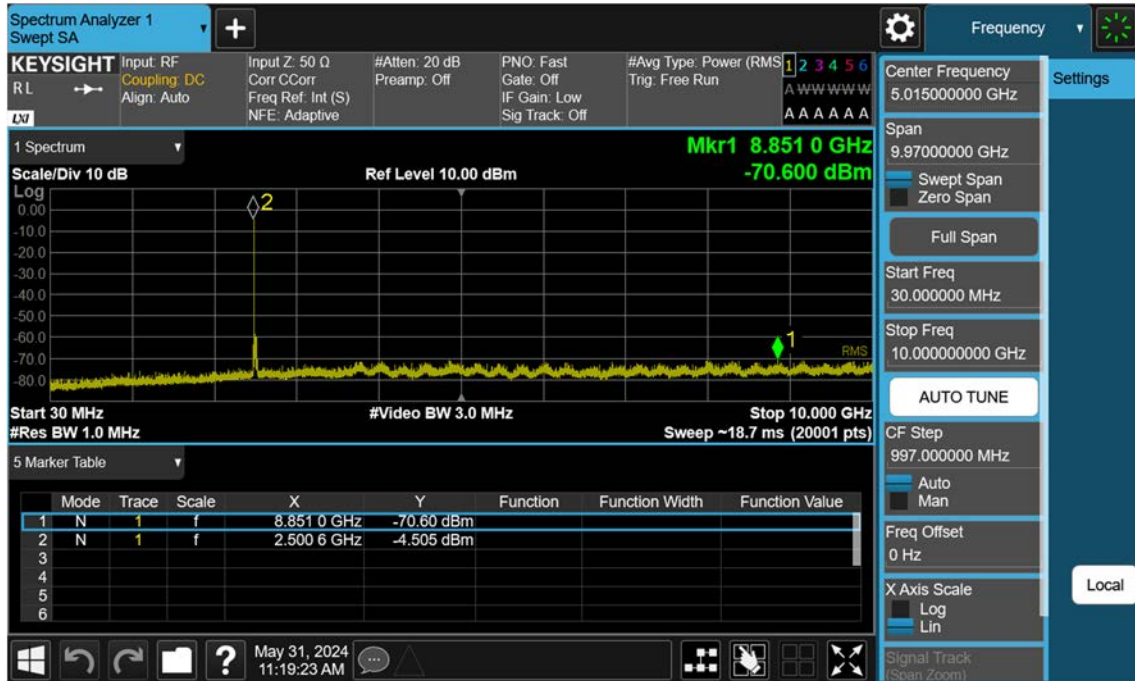 Spectrum Analyzer 1
Swept SA
+
Frequency
KEYSIGHT
RL
LXI
Input: RF
Coupling: DC
Align: Auto
Input Z: 50 Ω
Corr CCorr
Freq Ref: Int (S)
NFE: Adaptive
#Atten: 20 dB
Preamp: Off
PNO: Fast
Gate: Off
IF Gain: Low
Sig Track: Off
#Avg Type: Power (RMS
Trig: Free Run
1 2 3 4 5 6
A W W W W W
A A A A A A
1 Spectrum
Mkr1 8.851 0 GHz
-70.600 dBm
Scale/Div 10 dB
Ref Level 10.00 dBm
Log
0.00
-10.0
-20.0
-30.0
-40.0
-50.0
-60.0
-70.0
-80.0
2
1
RMS
Start 30 MHz
#Video BW 3.0 MHz
Stop 10.000 GHz
#Res BW 1.0 MHz
Sweep ~18.7 ms (20001 pts)
5 Marker Table
Mode Trace Scale X Y Function Function Width Function Value
1 N 1 f 8.851 0 GHz -70.60 dBm
2 N 1 f 2.500 6 GHz -4.505 dBm
3
4
5
6
?
May 31, 2024
11:19:23 AM
Center Frequency
5.015000000 GHz
Settings
Span
9.97000000 GHz
Swept Span
Zero Span
Full Span
Start Freq
30.000000 MHz
Stop Freq
10.000000000 GHz
AUTO TUNE
CF Step
997.000000 MHz
Auto
Man
Freq Offset
0 Hz
X Axis Scale
Log
Lin
Local
Signal Track
(Span Zoom)